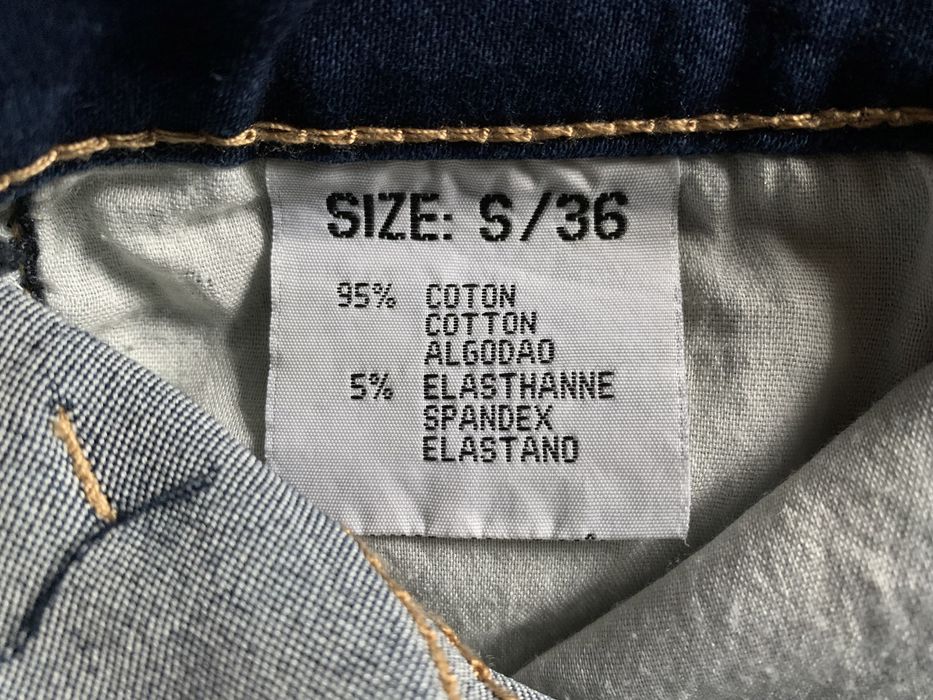 SIZE: S/36
95% COTON
COTTON
ALGODAO
5% ELASTHANNE
SPANDEX
ELASTANO